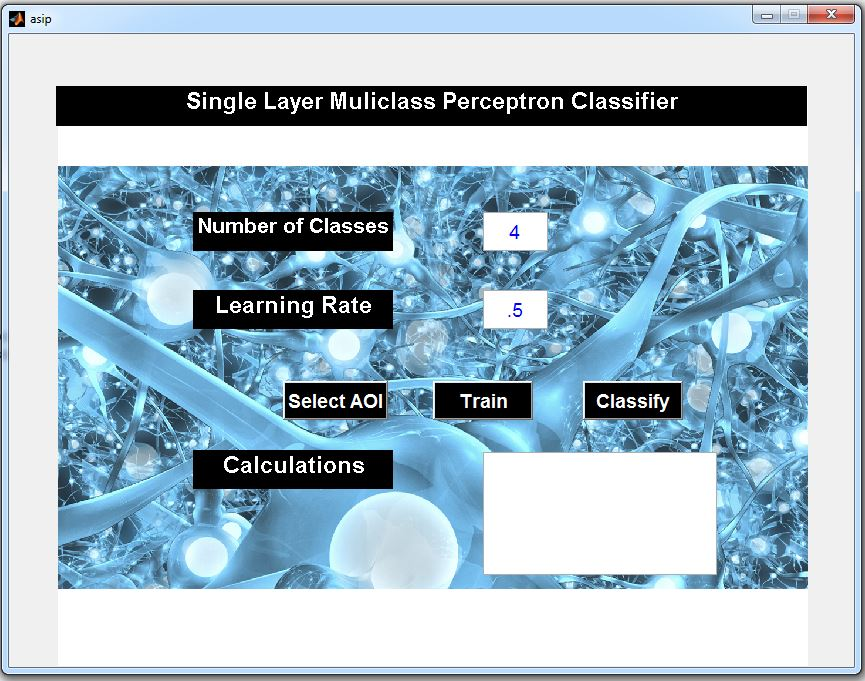 asip
Single Layer Muliclass Perceptron Classifier
Number of Classes
4
Learning Rate
.5
Select AOI
Train
Classify
Calculations